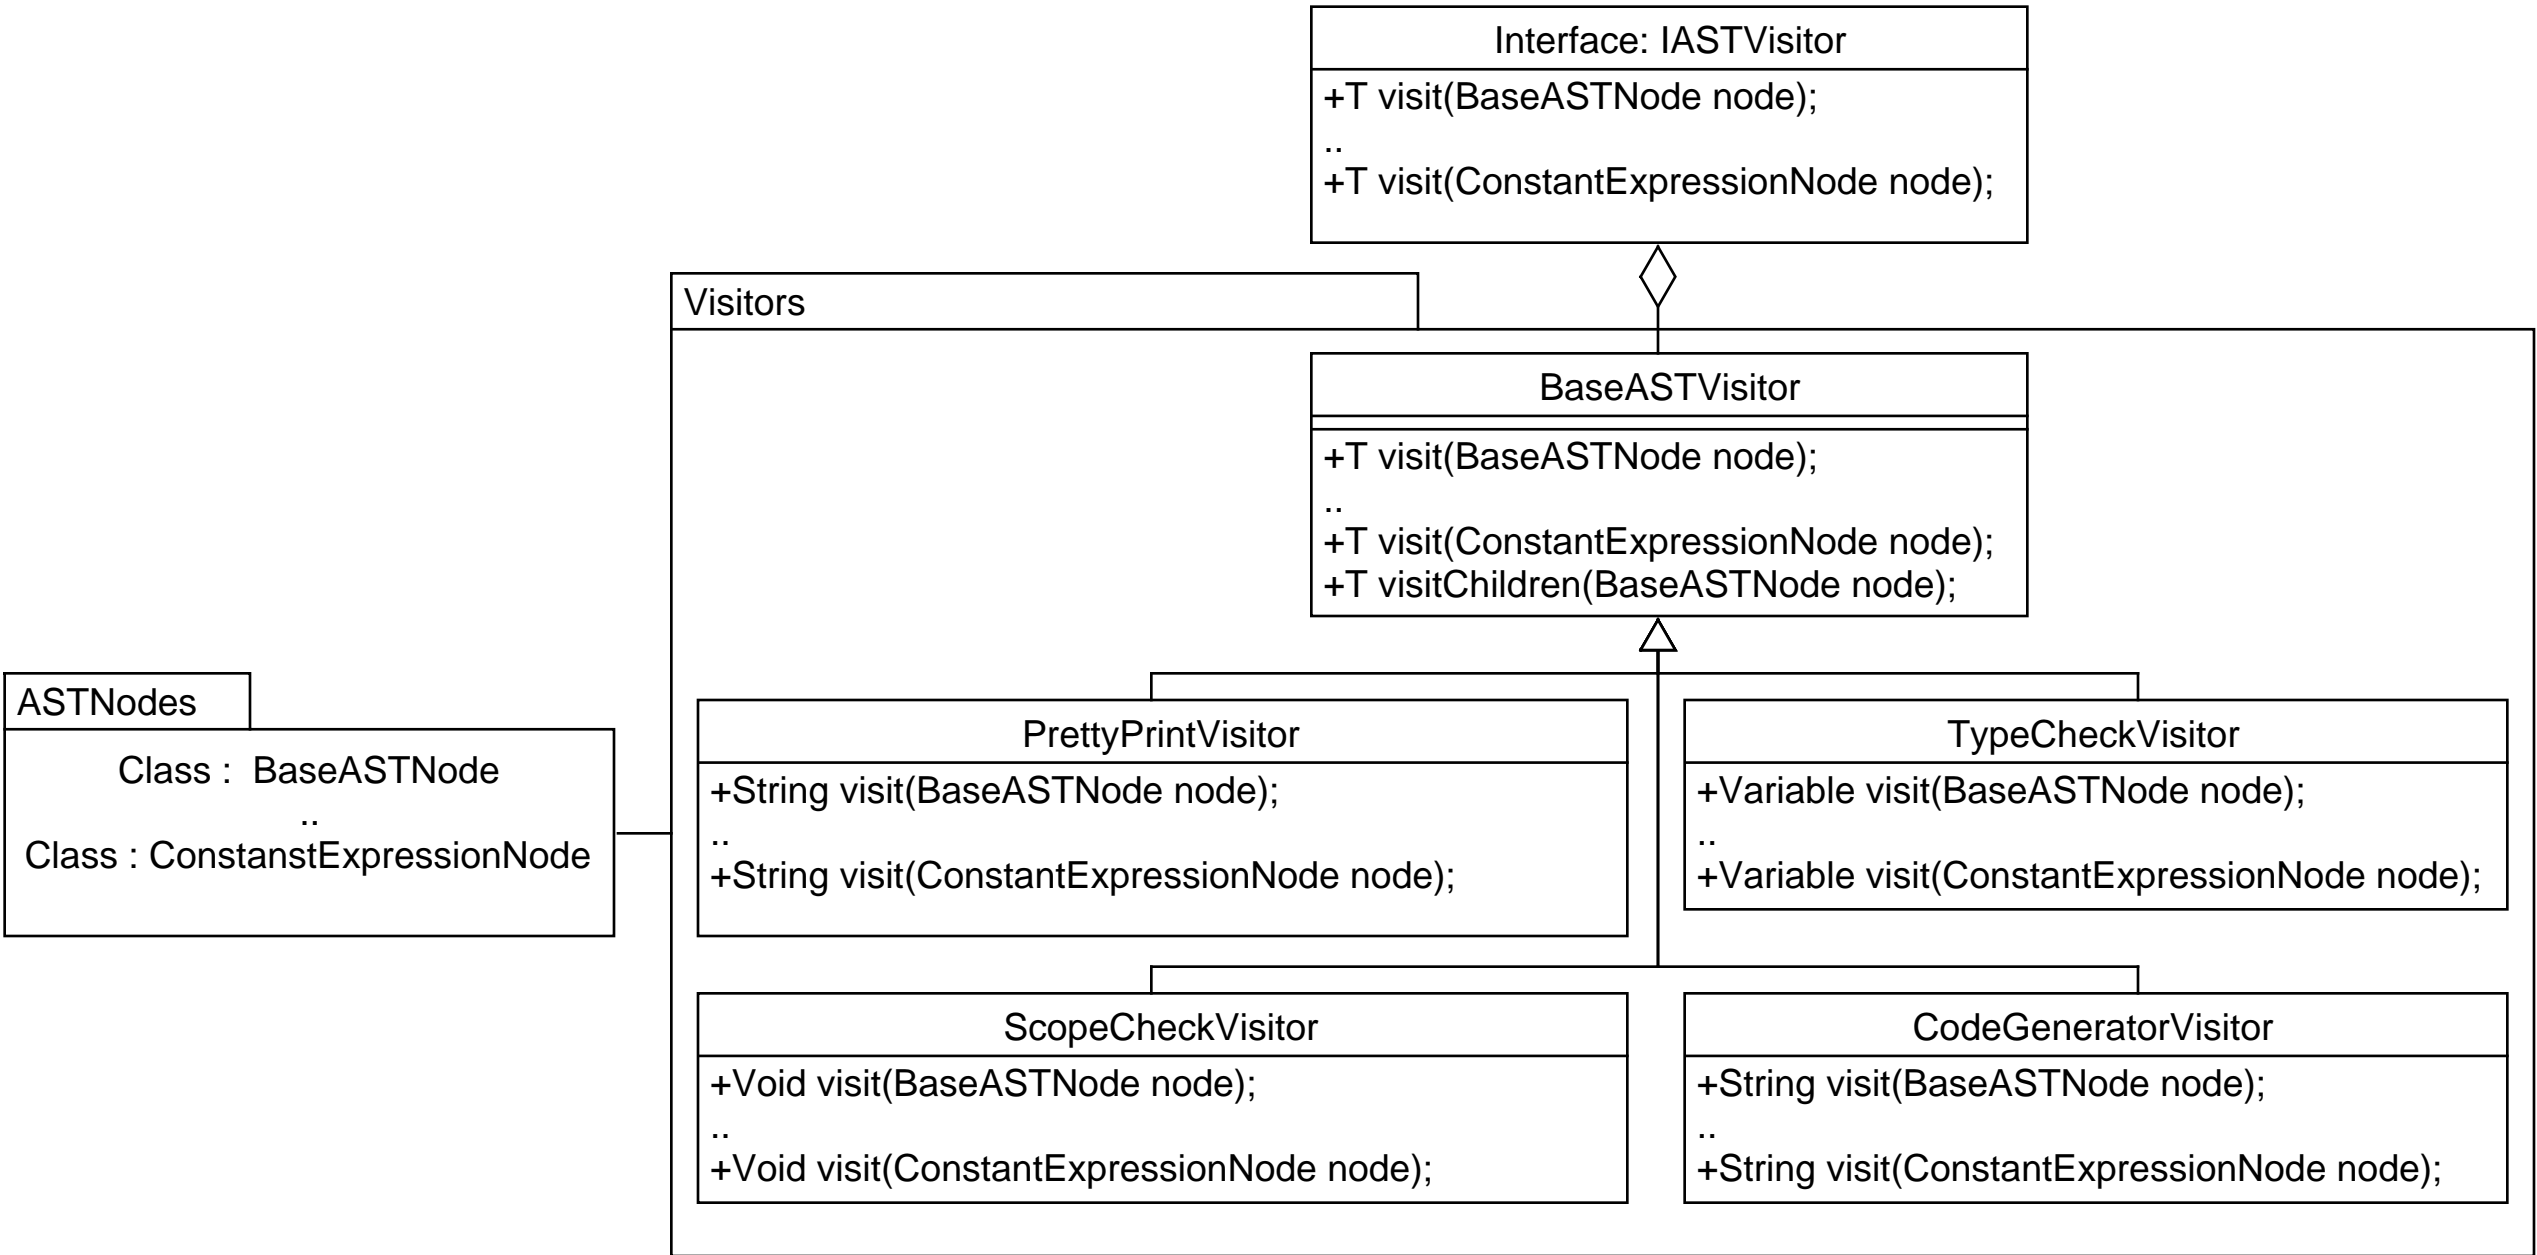 Interface: IASTVisitor
+T visit(BaseASTNode node);
..
+T visit(ConstantExpressionNode node);
Visitors
BaseASTVisitor
+T visit(BaseASTNode node);
..
+T visit(ConstantExpressionNode node);
+T visitChildren(BaseASTNode node);
ASTNodes
Class :  BaseASTNode
..
Class : ConstanstExpressionNode
PrettyPrintVisitor
+String visit(BaseASTNode node);
..
+String visit(ConstantExpressionNode node);
TypeCheckVisitor
+Variable visit(BaseASTNode node);
..
+Variable visit(ConstantExpressionNode node);
ScopeCheckVisitor
+Void visit(BaseASTNode node);
..
+Void visit(ConstantExpressionNode node);
CodeGeneratorVisitor
+String visit(BaseASTNode node);
..
+String visit(ConstantExpressionNode node);